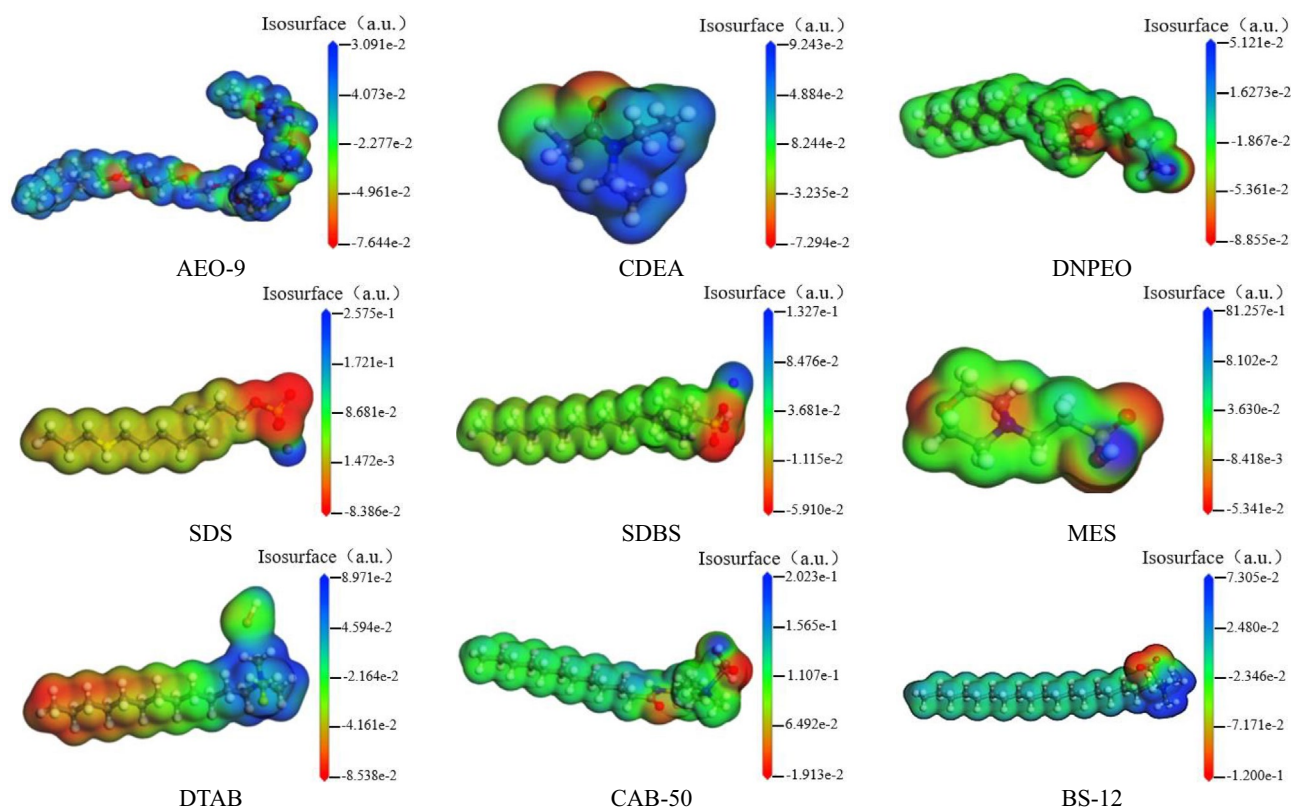 Isosurface（a.u.）
3.091e-2
4.073e-2
-2.277e-2
-4.961e-2
-7.644e-2
AEO-9
Isosurface（a.u.）
9.243e-2
4.884e-2
8.244e-2
-3.235e-2
-7.294e-2
CDEA
Isosurface（a.u.）
5.121e-2
1.6273e-2
-1.867e-2
-5.361e-2
-8.855e-2
DNPEO
Isosurface（a.u.）
2.575e-1
1.721e-1
8.681e-2
1.472e-3
-8.386e-2
SDS
Isosurface（a.u.）
1.327e-1
8.476e-2
3.681e-2
-1.115e-2
-5.910e-2
SDBS
Isosurface（a.u.）
81.257e-1
8.102e-2
3.630e-2
-8.418e-3
-5.341e-2
MES
Isosurface（a.u.）
8.971e-2
4.594e-2
-2.164e-2
-4.161e-2
-8.538e-2
DTAB
Isosurface（a.u.）
2.023e-1
1.565e-1
1.107e-1
6.492e-2
-1.913e-2
CAB-50
Isosurface（a.u.）
7.305e-2
2.480e-2
-2.346e-2
-7.171e-2
-1.200e-1
BS-12